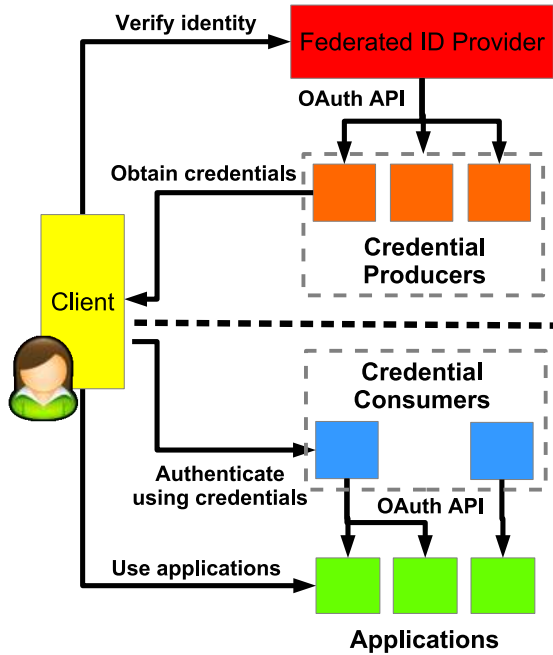 Verify identity
Federated ID Provider
OAuth API
Obtain credentials
Credential
Producers
Client
Credential
Consumers
Authenticate
using credentials
OAuth API
Use applications
Applications